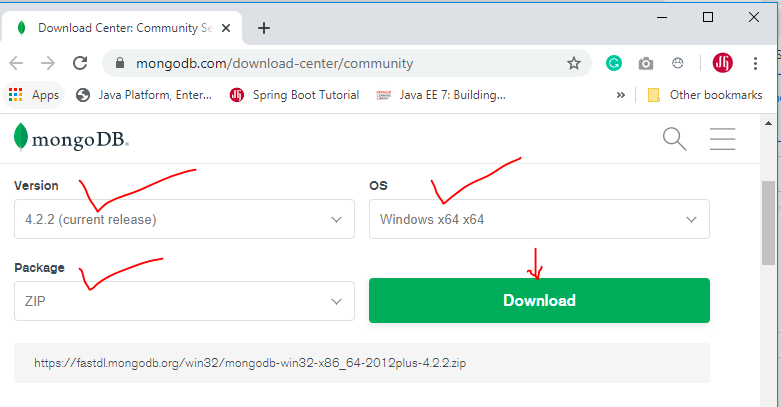 Download Center: Community Se
mongodb.com/download-center/community
Apps Java Platform, Enter... Spring Boot Tutorial Java EE 7: Building... » Other bookmarks
mongoDB.
Version OS
4.2.2 (current release) Windows x64 x64
Package
ZIP Download
https://fastdl.mongodb.org/win32/mongodb-win32-x86_64-2012plus-4.2.2.zip